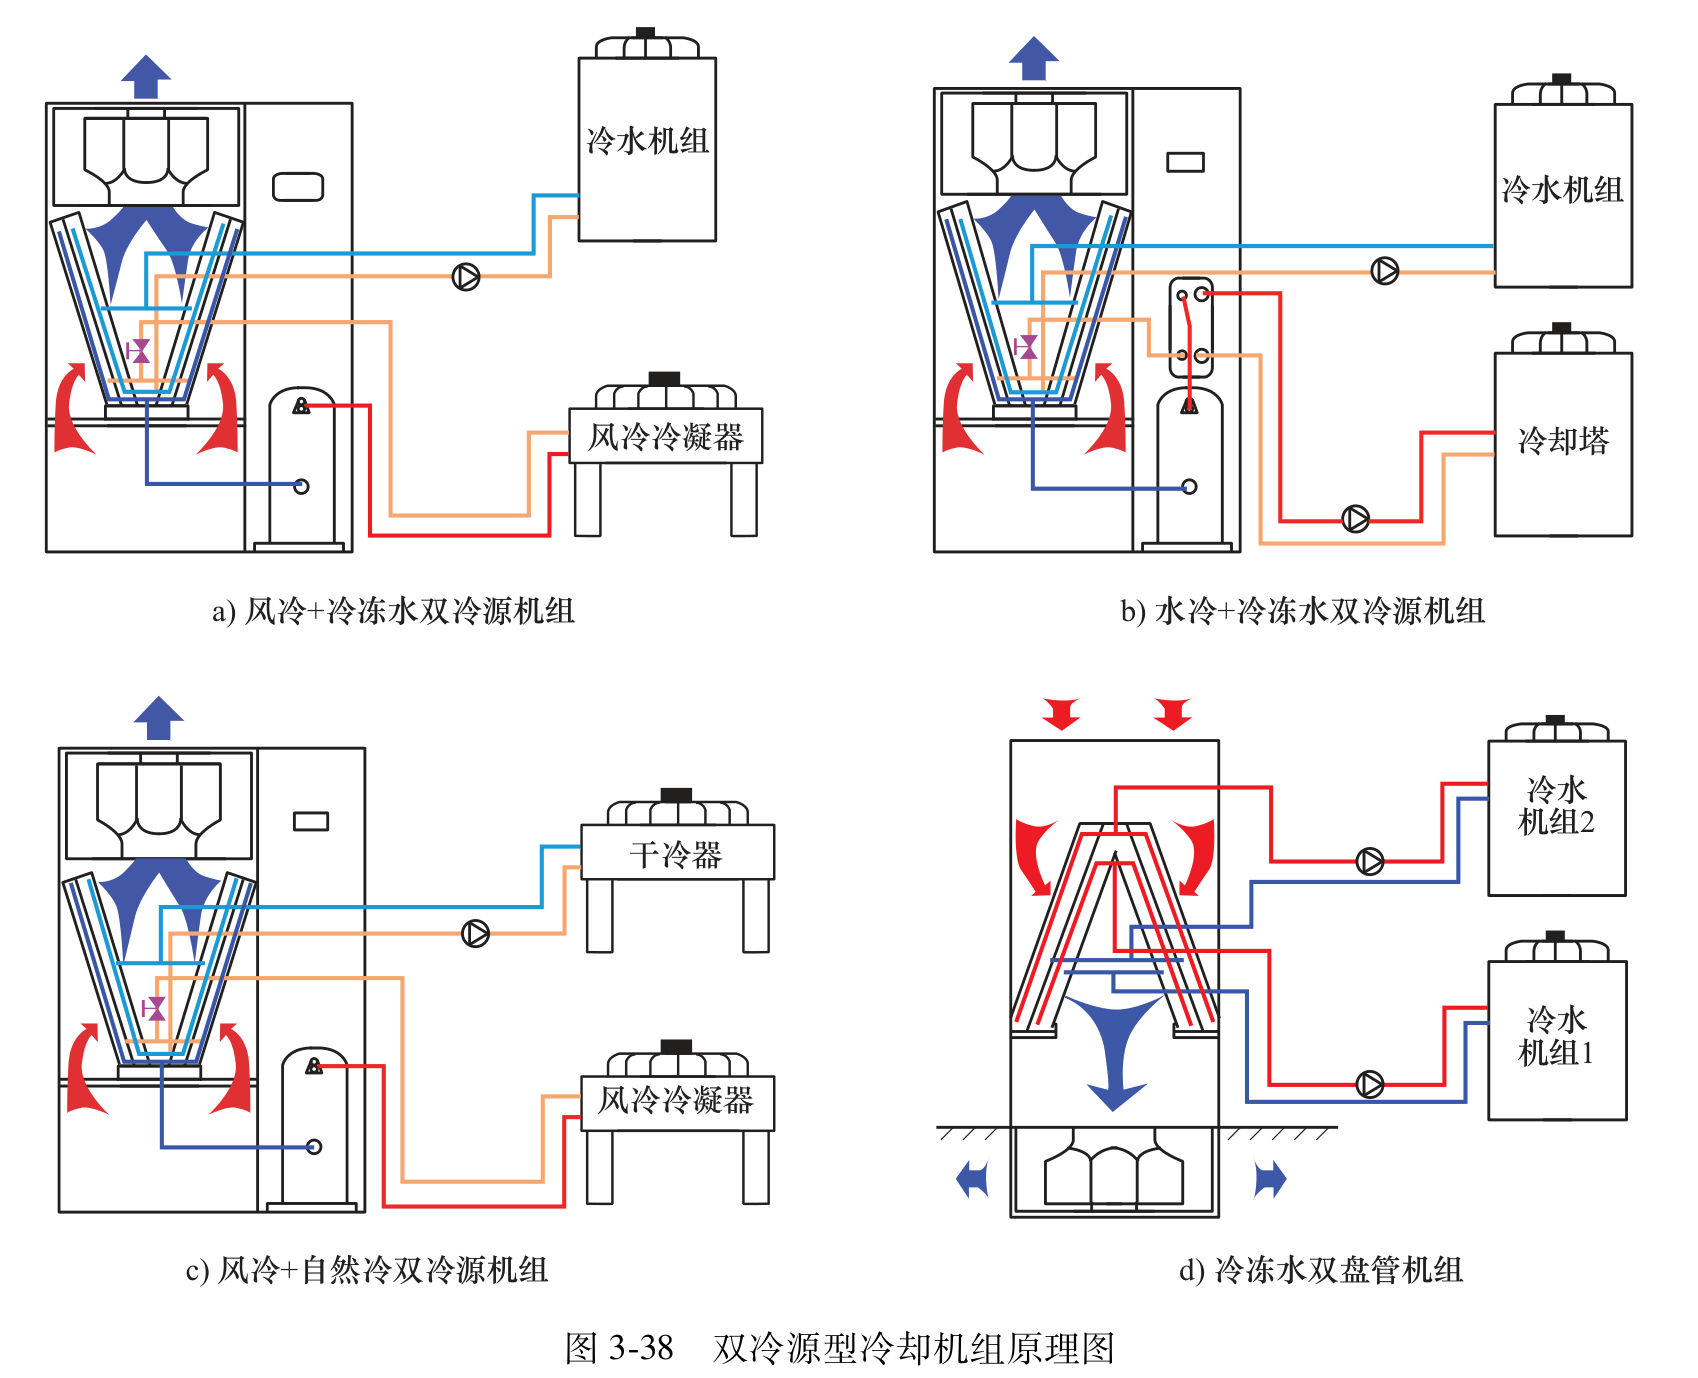 冷水机组
风冷冷凝器
a) 风冷+冷冻水双冷源机组
冷水机组
冷却塔
b) 水冷+冷冻水双冷源机组
干冷器
风冷冷凝器
c) 风冷+自然冷双冷源机组
冷水
机组2
冷水
机组1
d) 冷冻水双盘管机组
图 3-38 双冷源型冷却机组原理图